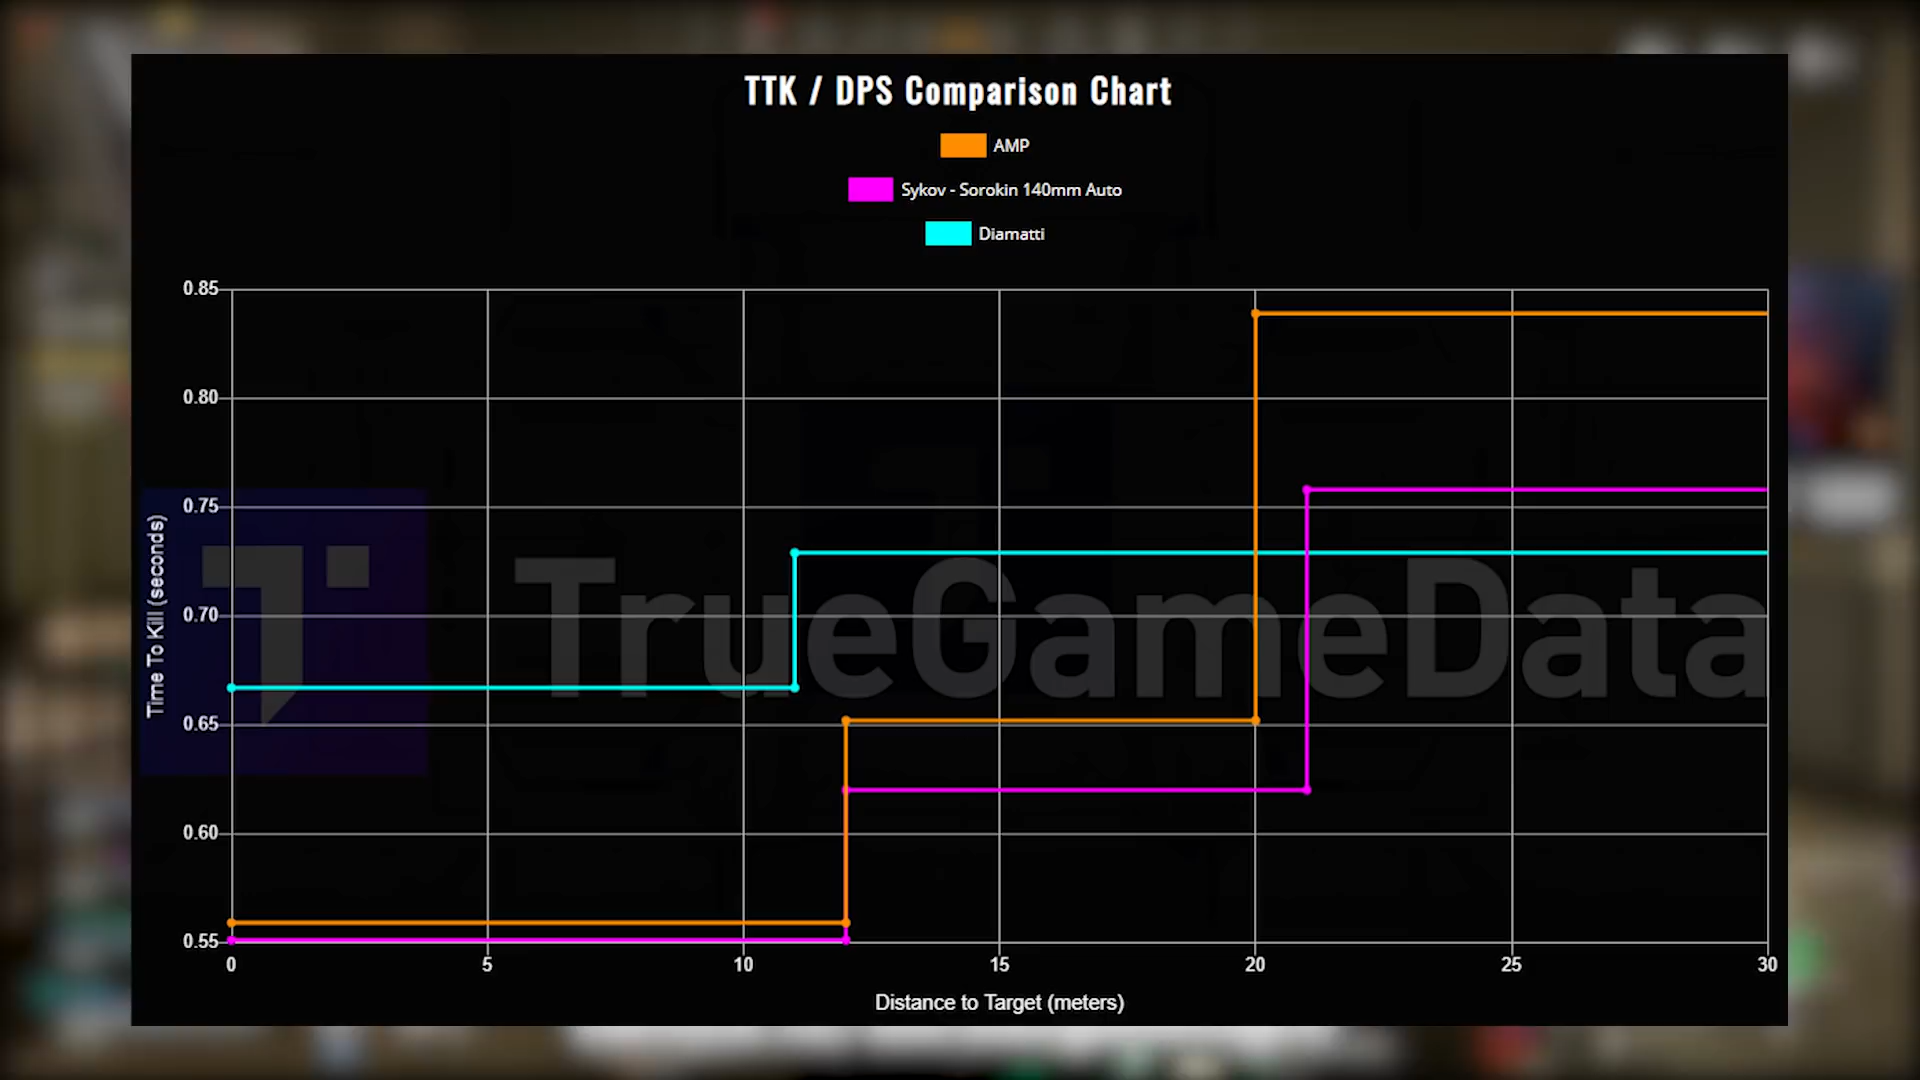 TTK / DPS Comparison Chart
AMP
Sykov - Sorokin 140mm Auto
Diamatti
0.85
0.80
0.75
0.70
0.65
0.60
0.55
Time To Kill (seconds)
TrueGameData
0 5 10 15 20 25 30
Distance to Target (meters)